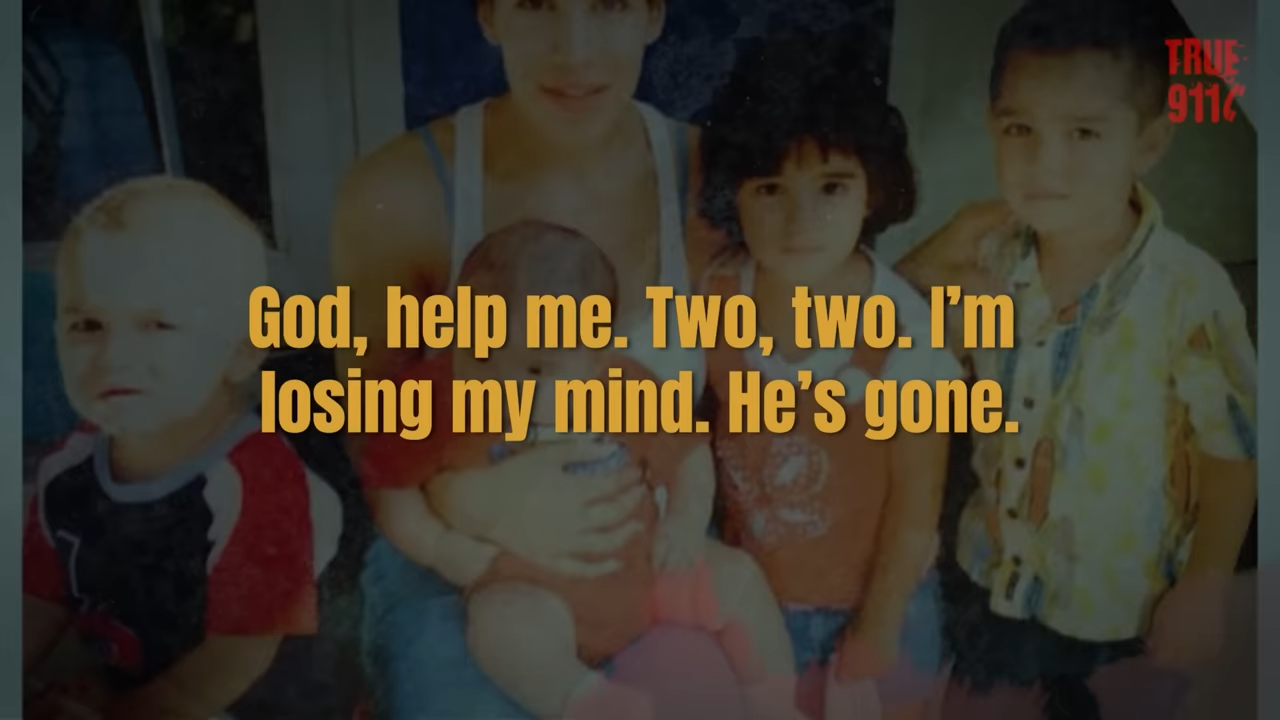 God, help me. Two, two. I’m
losing my mind. He’s gone.
TRUE
911